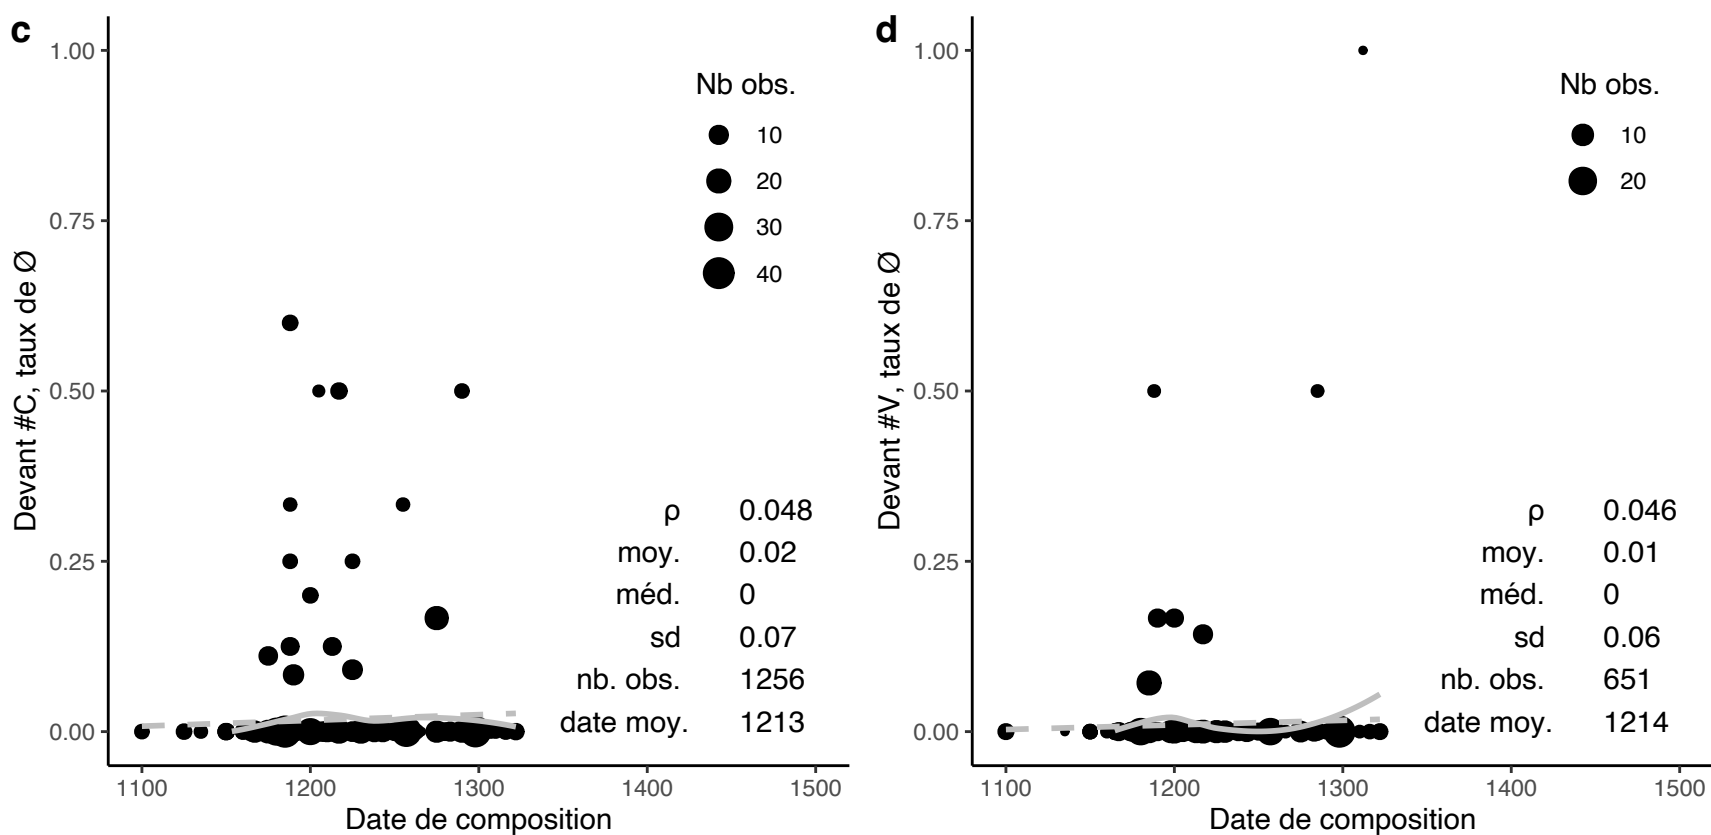 c
Devant #C, taux de Ø
1.00
0.75
0.50
0.25
0.00
Nb obs.
10
20
30
40
ρ 0.048
moy. 0.02
méd. 0
sd 0.07
nb. obs. 1256
date moy. 1213
1100 1200 1300 1400 1500
Date de composition
d
Devant #V, taux de Ø
1.00
0.75
0.50
0.25
0.00
Nb obs.
10
20
ρ 0.046
moy. 0.01
méd. 0
sd 0.06
nb. obs. 651
date moy. 1214
1100 1200 1300 1400 1500
Date de composition